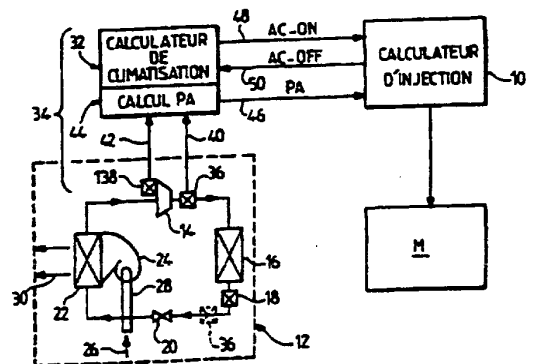 48
AC-ON
32
CALCULATEUR
DE
CLIMATISATION
AC-OFF
50
CALCULATEUR
D'INJECTION
10
34
44
CALCUL PA
PA
46
42
40
138
36
14
24
16
28
18
30
22
20
36
12
26
M